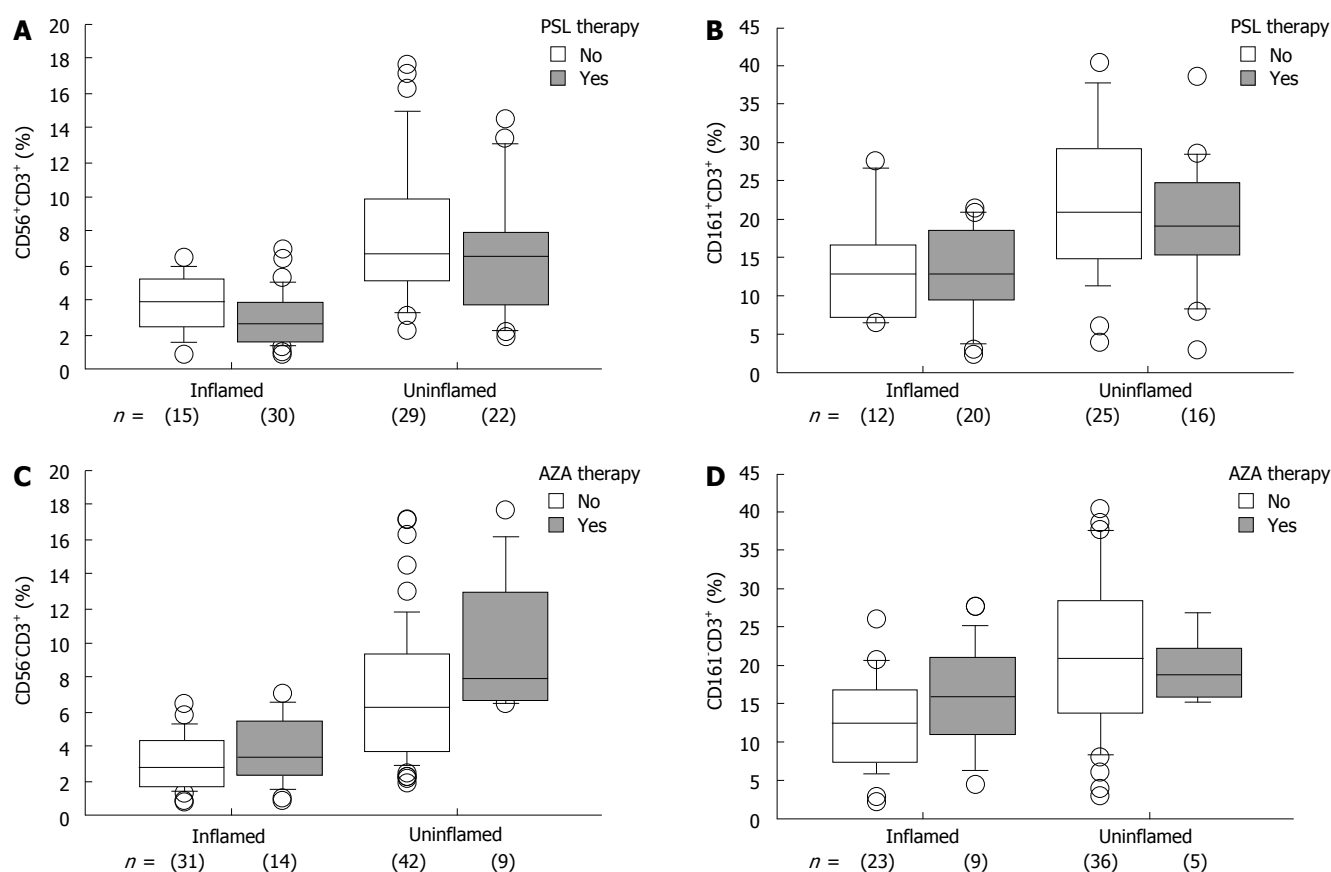 A
PSL therapy
No
Yes
CD56⁺CD3⁺ (%)
20
18
16
14
12
10
8
6
4
2
0
Inflamed Uninflamed
n = (15) (30) (29) (22)
B
PSL therapy
No
Yes
CD161⁺CD3⁺ (%)
45
40
35
30
25
20
15
10
5
0
Inflamed Uninflamed
(12) (20) (25) (16)
C
AZA therapy
No
Yes
CD56⁻CD3⁺ (%)
20
18
16
14
12
10
8
6
4
2
0
Inflamed Uninflamed
n = (31) (14) (42) (9)
D
AZA therapy
No
Yes
CD161⁻CD3⁺ (%)
45
40
35
30
25
20
15
10
5
0
Inflamed Uninflamed
n = (23) (9) (36) (5)